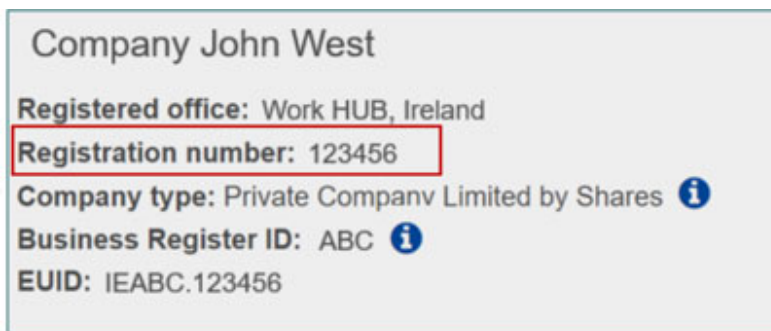 Company John West
Registered office: Work HUB, Ireland
Registration number: 123456
Company type: Private Company Limited by Shares i
Business Register ID: ABC i
EUID: IEABC.123456